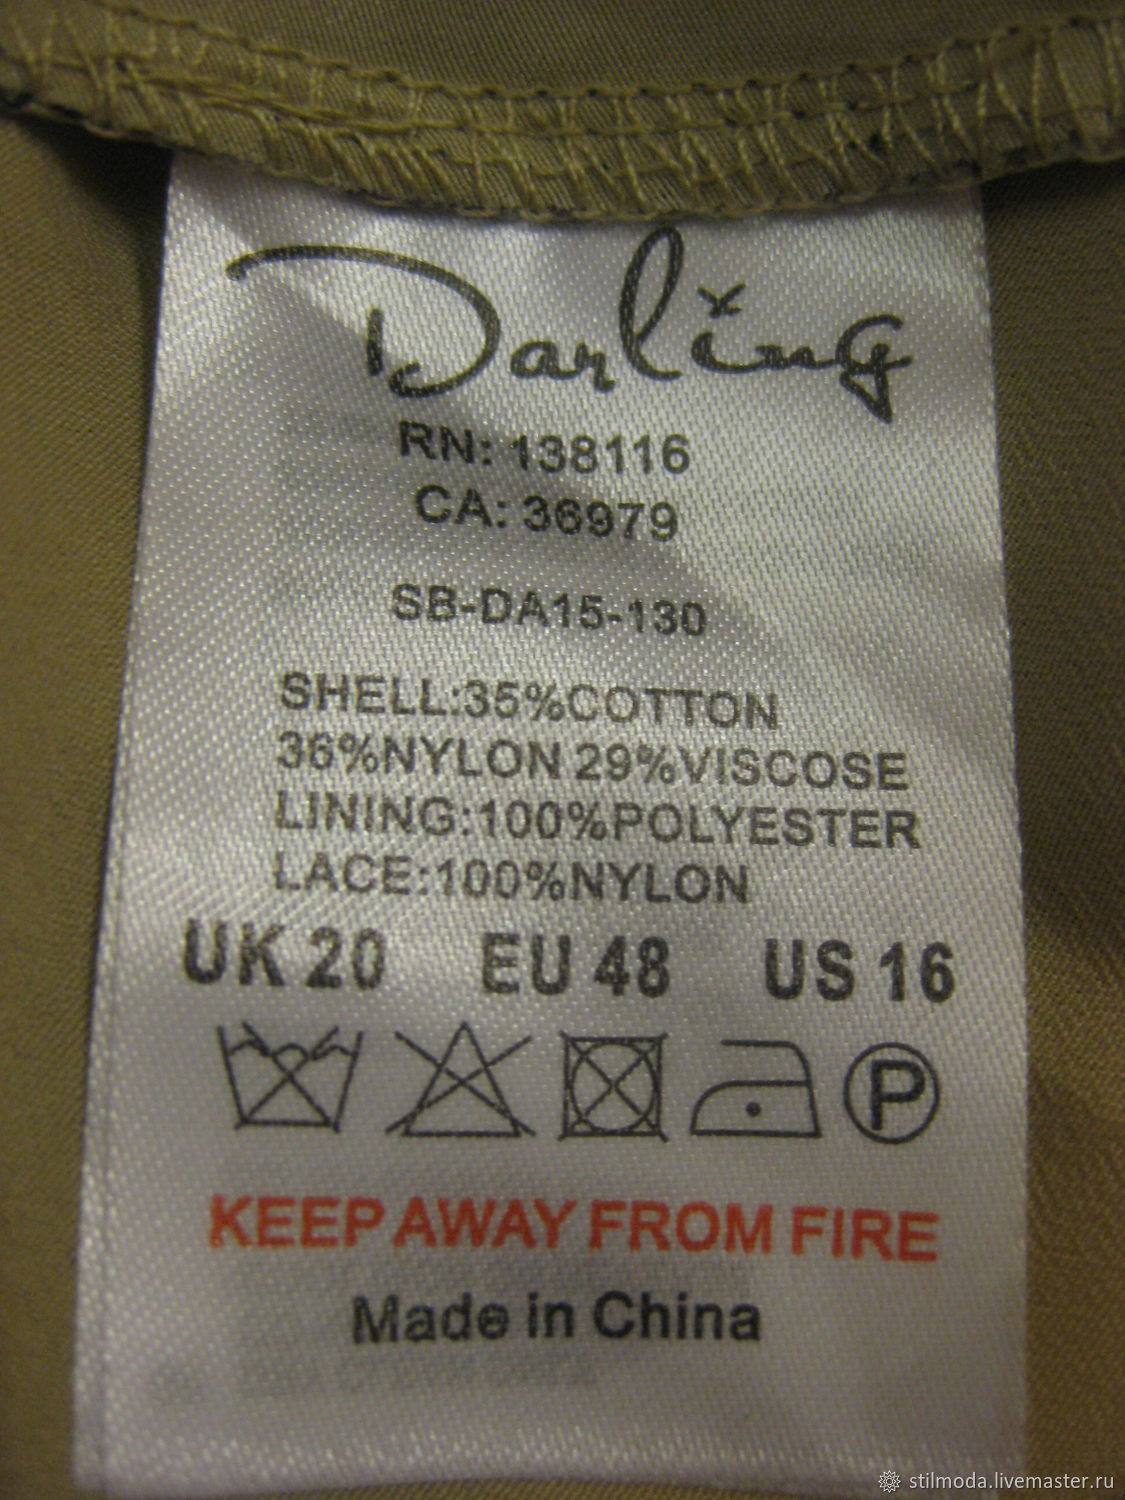 Darling
RN: 138116
CA: 36979
SB-DA15-130
SHELL:35%COTTON
36%NYLON 29%VISCOSE
LINING:100%POLYESTER
LACE:100%NYLON
UK 20 EU 48 US 16
P
KEEP AWAY FROM FIRE
Made in China
stilmoda.livemaster.ru